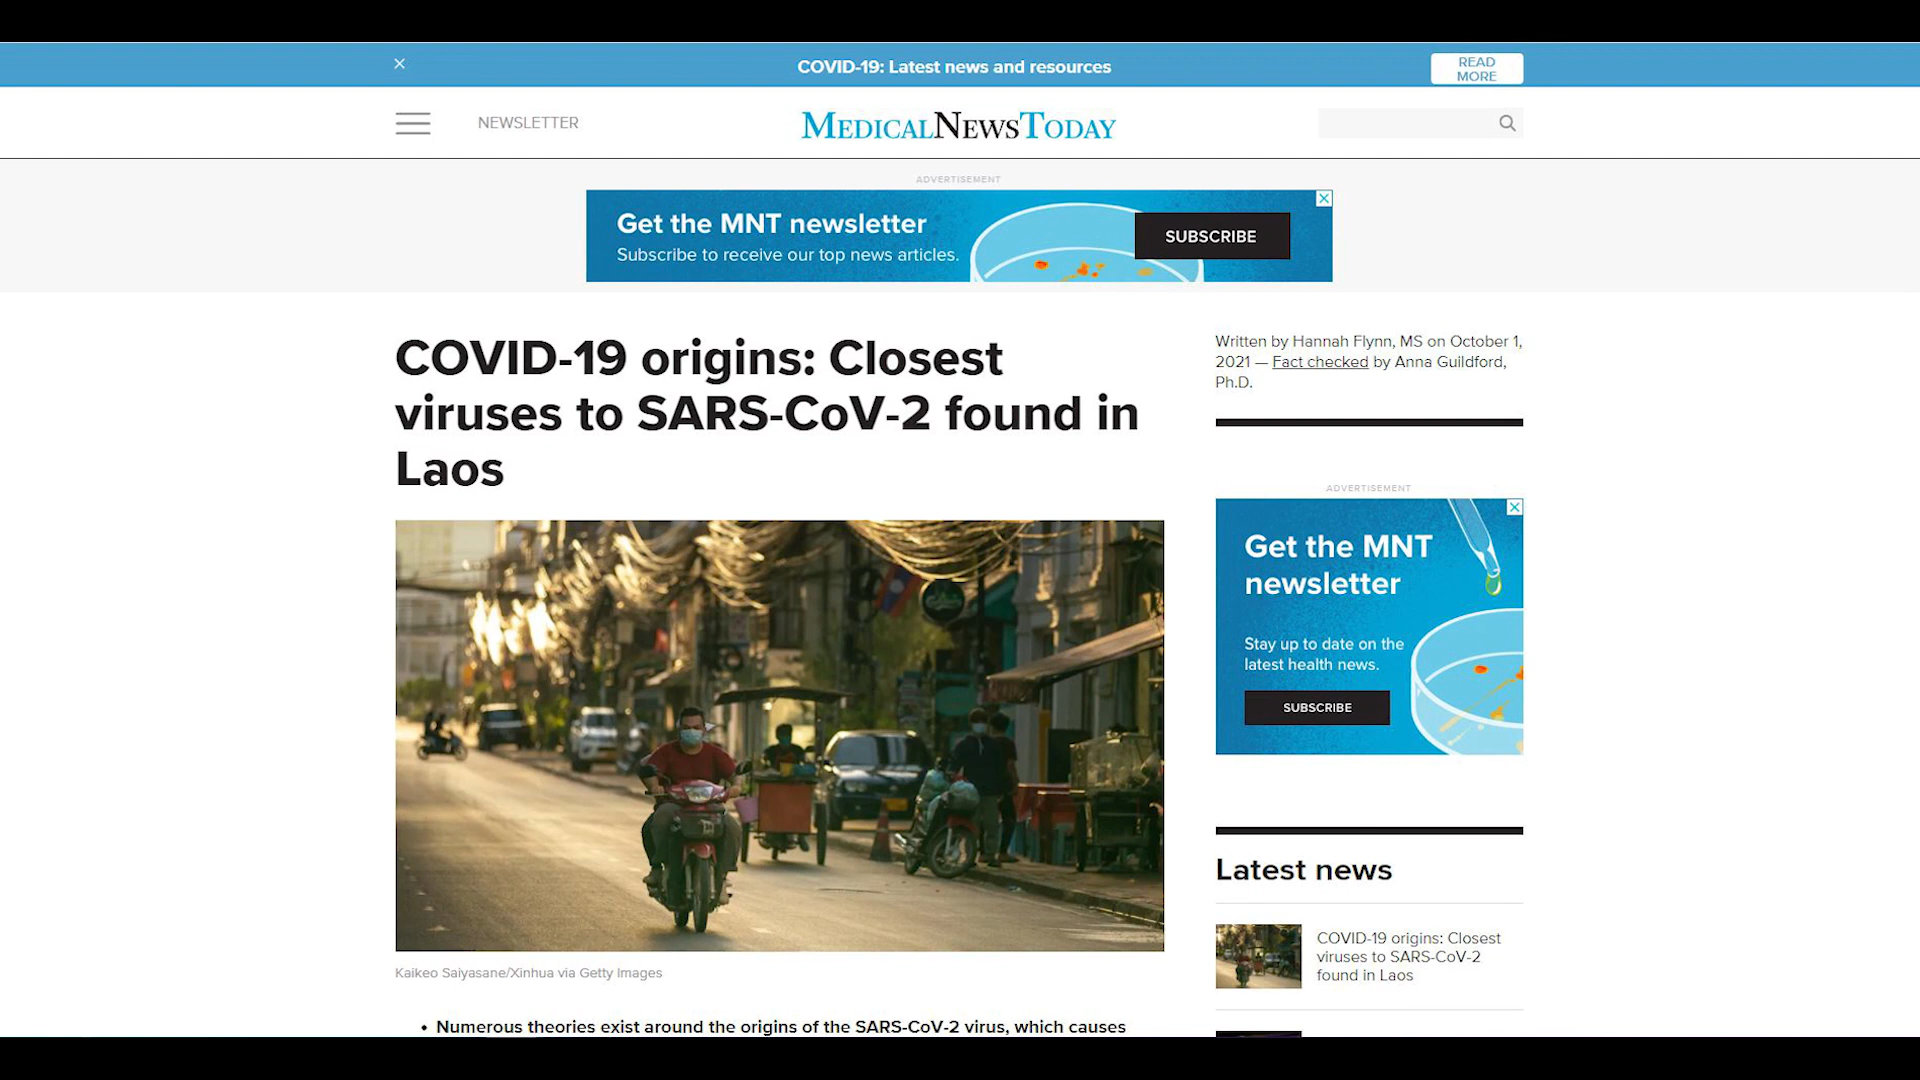 COVID-19: Latest news and resources
READ
MORE
NEWSLETTER
MEDICALNEWSTODAY
ADVERTISEMENT
Get the MNT newsletter
Subscribe to receive our top news articles.
SUBSCRIBE
COVID-19 origins: Closest
viruses to SARS-CoV-2 found in
Laos
Kaikeo Saiyasane/Xinhua via Getty Images
• Numerous theories exist around the origins of the SARS-CoV-2 virus, which causes
Written by Hannah Flynn, MS on October 1,
2021 — Fact checked by Anna Guildford,
Ph.D.
ADVERTISEMENT
Get the MNT
newsletter
Stay up to date on the
latest health news.
SUBSCRIBE
Latest news
COVID-19 origins: Closest
viruses to SARS-CoV-2
found in Laos